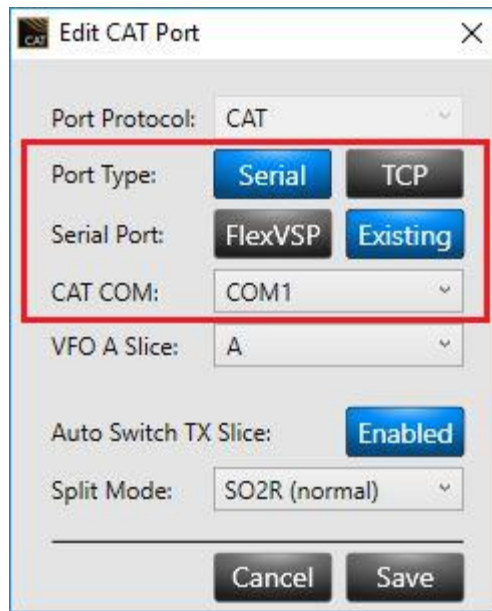 CAT Edit CAT Port
Port Protocol: CAT
Port Type: Serial TCP
Serial Port: FlexVSP Existing
CAT COM: COM1
VFO A Slice: A
Auto Switch TX Slice: Enabled
Split Mode: SO2R (normal)
Cancel Save